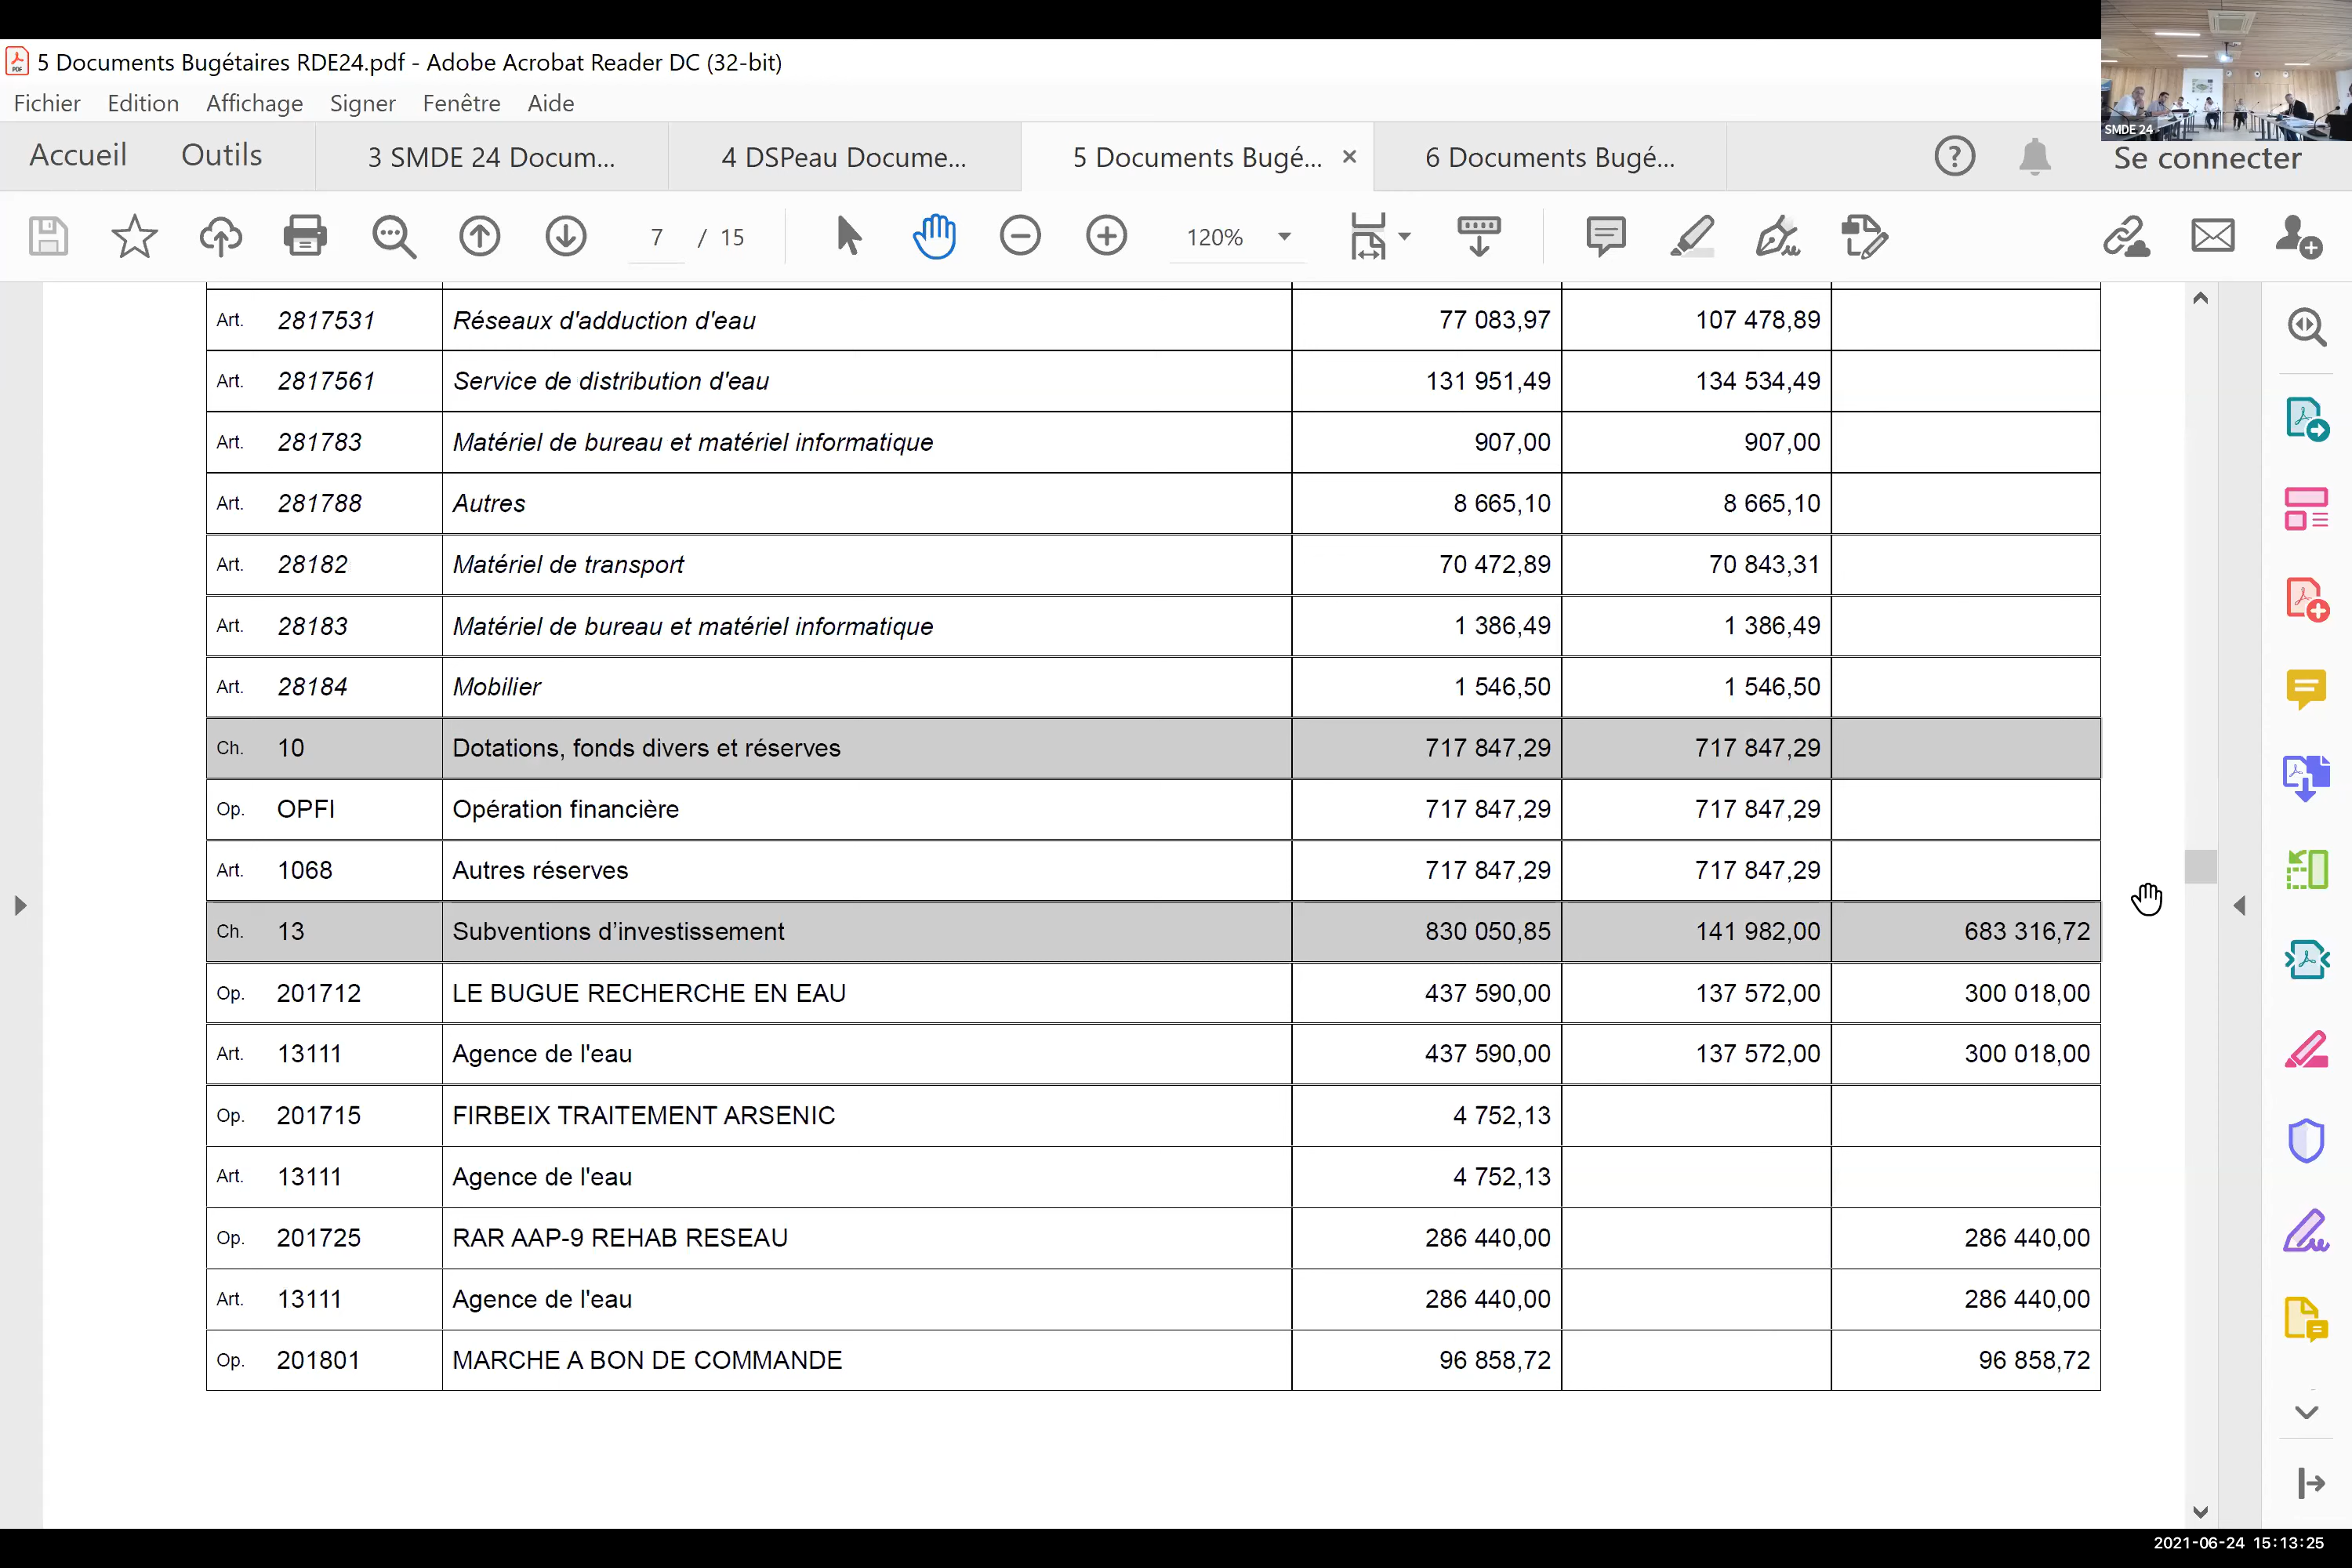 5 Documents Bugétaires RDE24.pdf - Adobe Acrobat Reader DC (32-bit)
Fichier Edition Affichage Signer Fenêtre Aide
Accueil Outils 3 SMDE 24 Docum... 4 DSPeau Docume... 5 Documents Bugé... 6 Documents Bugé... Se connecter
SMDE 24
7 / 15 120%
Art. 2817531 Réseaux d'adduction d'eau 77 083,97 107 478,89
Art. 2817561 Service de distribution d'eau 131 951,49 134 534,49
Art. 281783 Matériel de bureau et matériel informatique 907,00 907,00
Art. 281788 Autres 8 665,10 8 665,10
Art. 28182 Matériel de transport 70 472,89 70 843,31
Art. 28183 Matériel de bureau et matériel informatique 1 386,49 1 386,49
Art. 28184 Mobilier 1 546,50 1 546,50
Ch. 10 Dotations, fonds divers et réserves 717 847,29 717 847,29
Op. OPFI Opération financière 717 847,29 717 847,29
Art. 1068 Autres réserves 717 847,29 717 847,29
Ch. 13 Subventions d’investissement 830 050,85 141 982,00 683 316,72
Op. 201712 LE BUGUE RECHERCHE EN EAU 437 590,00 137 572,00 300 018,00
Art. 13111 Agence de l'eau 437 590,00 137 572,00 300 018,00
Op. 201715 FIRBEIX TRAITEMENT ARSENIC 4 752,13
Art. 13111 Agence de l'eau 4 752,13
Op. 201725 RAR AAP-9 REHAB RESEAU 286 440,00 286 440,00
Art. 13111 Agence de l'eau 286 440,00 286 440,00
Op. 201801 MARCHE A BON DE COMMANDE 96 858,72 96 858,72
2021-06-24 15:13:25